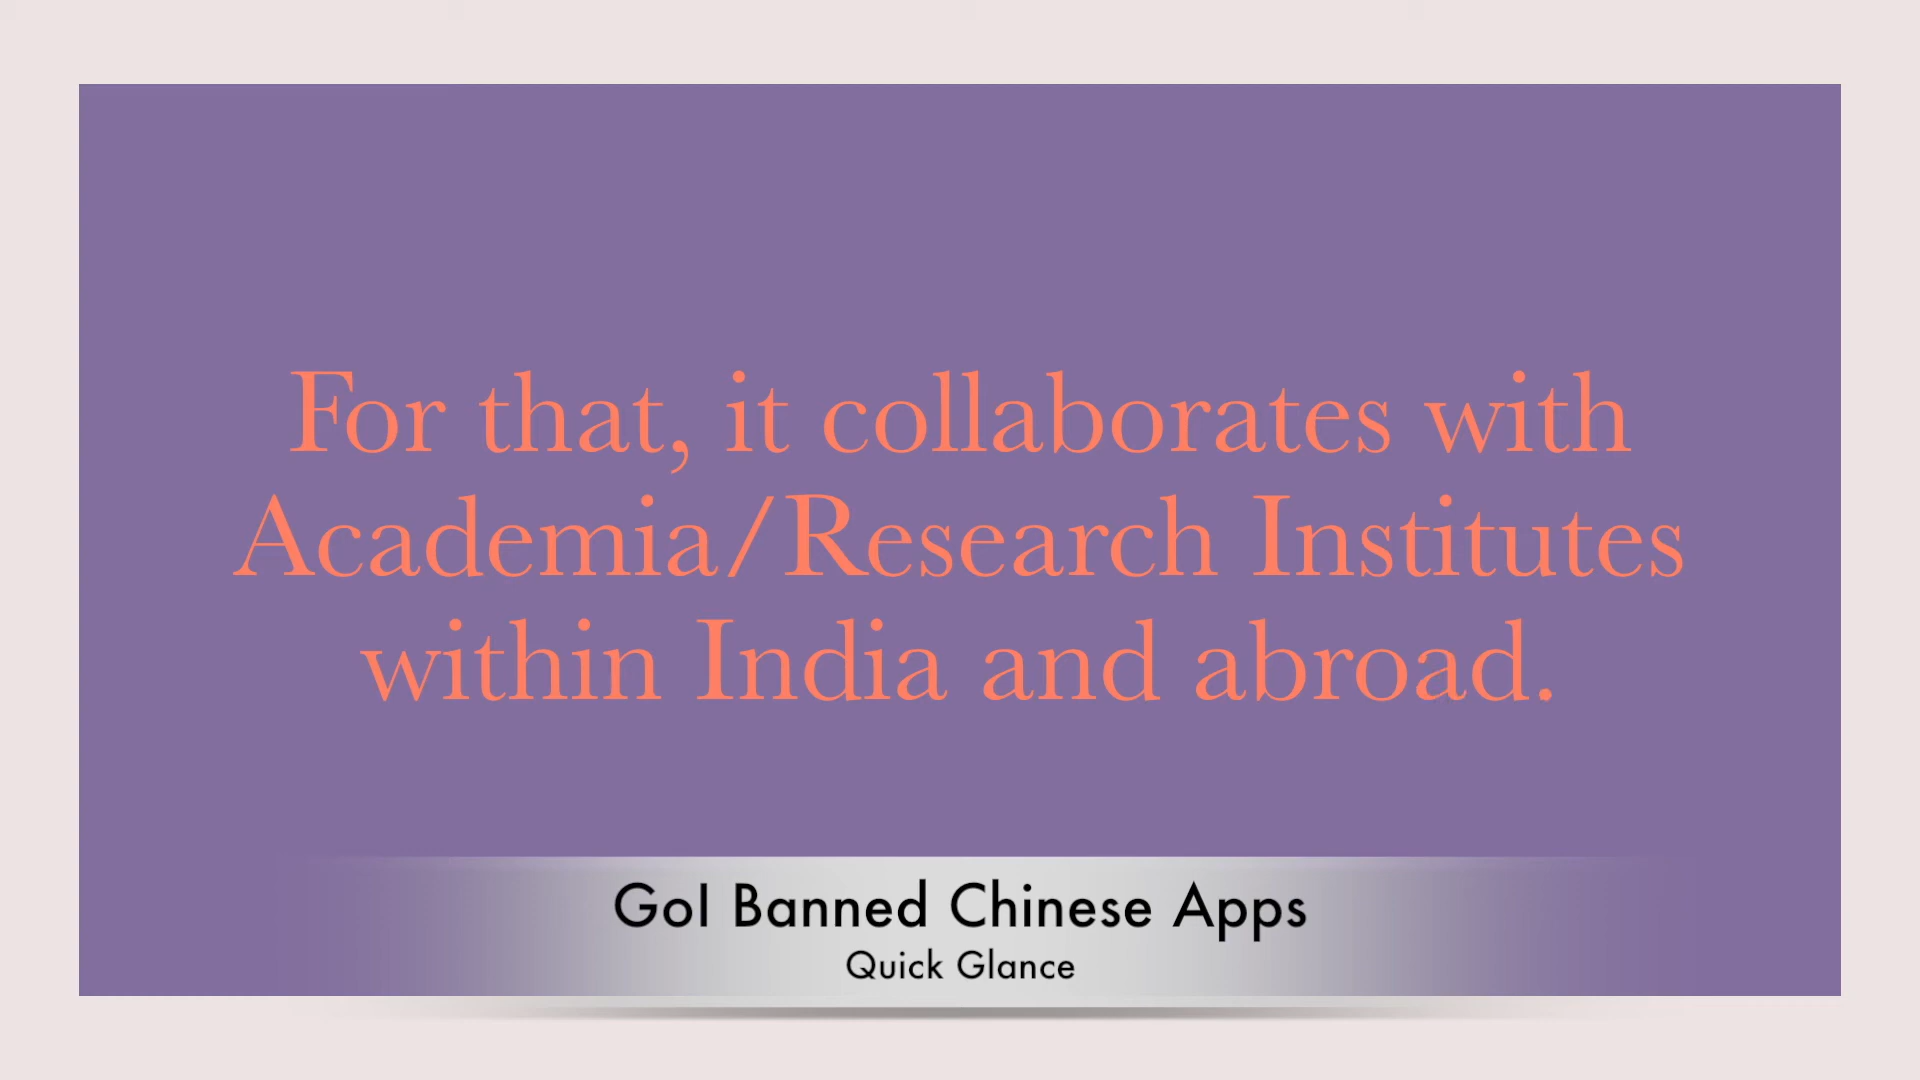 For that, it collaborates with
Academia/Research Institutes
within India and abroad.
GoI Banned Chinese Apps
Quick Glance